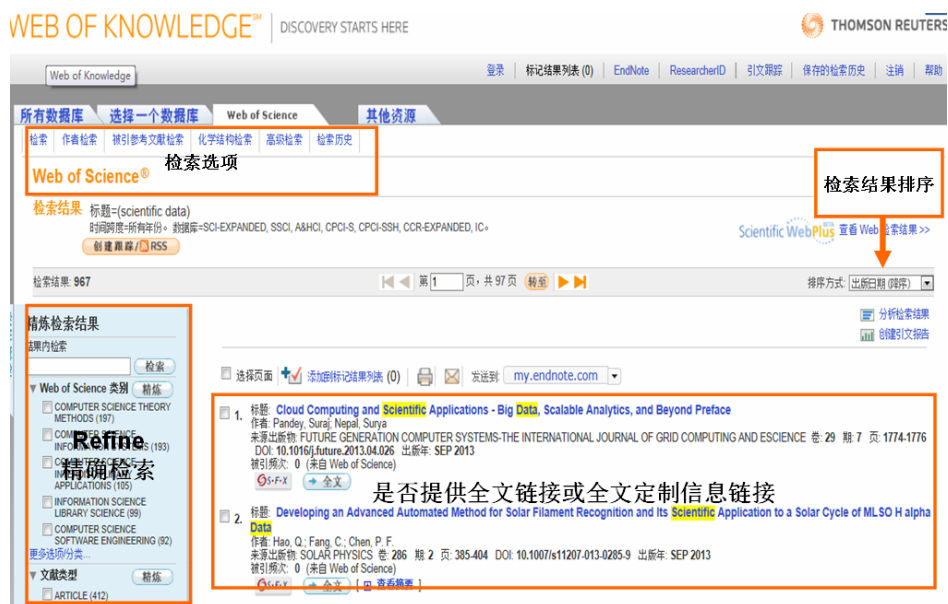 WEB OF KNOWLEDGE℠ DISCOVERY STARTS HERE THOMSON REUTERS
Web of Knowledge
登录 标记结果列表 (0) EndNote ResearcherID 引文跟踪 保存的检索历史 注销 帮助
所有数据库 选择一个数据库 Web of Science 其他资源
检索 作者检索 被引参考文献检索 化学结构检索 高级检索 检索历史
检索选项
Web of Science®
检索结果排序
检索结果 标题=(scientific data)
时间跨度=所有年份。 数据库=SCI-EXPANDED, SSCI, A&HCI, CPCI-S, CPCI-SSH, CCR-EXPANDED, IC。
创建跟踪/RSS
Scientific WebPlus 查看 Web 检索结果 >>
检索结果: 967 第 1 页，共 97 页 转至 排序方式: 出版日期 (降序)
分析检索结果
创建引文报告
精炼检索结果
结果内检索
检索
选择页面 添加到标记结果列表 (0) 发送到: my.endnote.com
Web of Science 类别 精炼
COMPUTER SCIENCE THEORY
METHODS (197)
COMPUTER SCIENCE
INFORMATION SYSTEMS (193)
Refine
精确检索
COMPUTER SCIENCE
APPLICATIONS (105)
INFORMATION SCIENCE
LIBRARY SCIENCE (99)
COMPUTER SCIENCE
SOFTWARE ENGINEERING (92)
更多选项/分类...
文献类型 精炼
ARTICLE (412)
1. 标题: Cloud Computing and Scientific Applications - Big Data, Scalable Analytics, and Beyond Preface
作者: Pandey, Suraj; Nepal, Surya
来源出版物: FUTURE GENERATION COMPUTER SYSTEMS-THE INTERNATIONAL JOURNAL OF GRID COMPUTING AND ESCIENCE 卷: 29 期: 7 页: 1774-1776
DOI: 10.1016/j.future.2013.04.026 出版年: SEP 2013
被引频次: 0 (来自 Web of Science)
S·F·X 全文
是否提供全文链接或全文定制信息链接
2. 标题: Developing an Advanced Automated Method for Solar Filament Recognition and Its Scientific Application to a Solar Cycle of MLSO H alpha
Data
作者: Hao, Q.; Fang, C.; Chen, P. F.
来源出版物: SOLAR PHYSICS 卷: 286 期: 2 页: 385-404 DOI: 10.1007/s11207-013-0285-9 出版年: SEP 2013
被引频次: 0 (来自 Web of Science)
S·F·X 全文 [ 查看摘要 ]